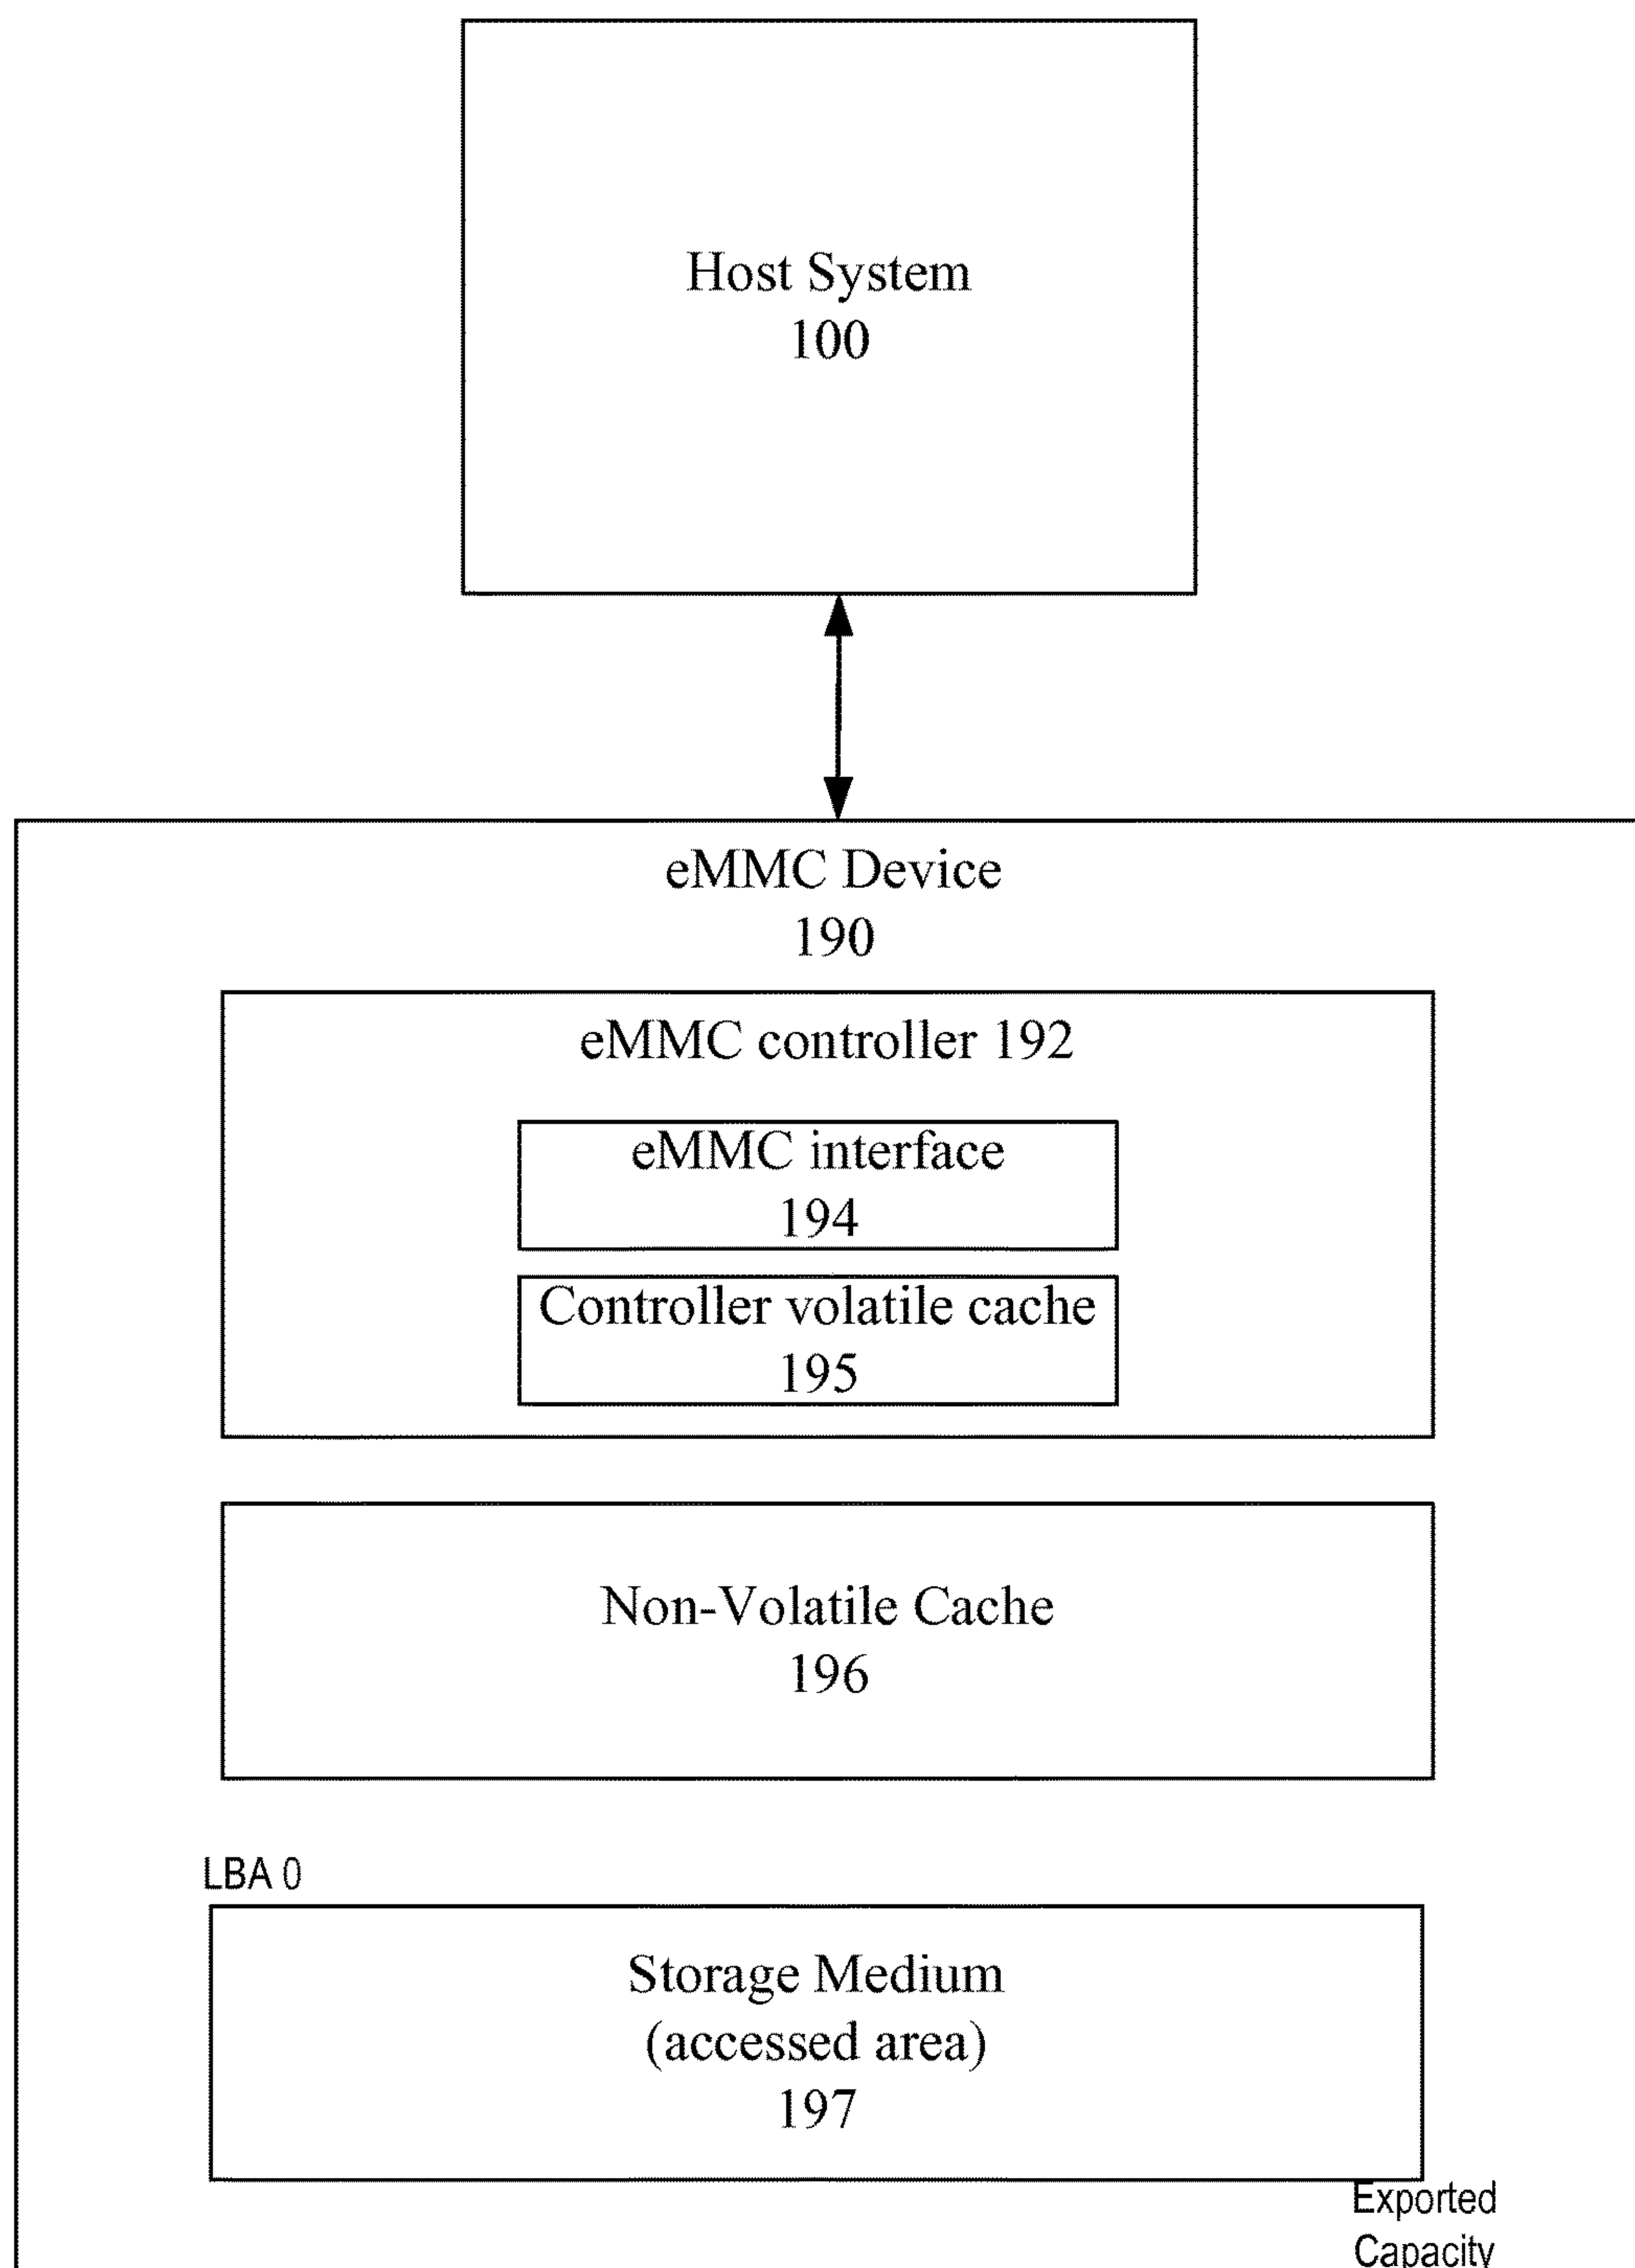 Host System
100
eMMC Device
190
eMMC controller 192
eMMC interface
194
Controller volatile cache
195
Non-Volatile Cache
196
LBA 0
Storage Medium
(accessed area)
197
Exported
Capacity